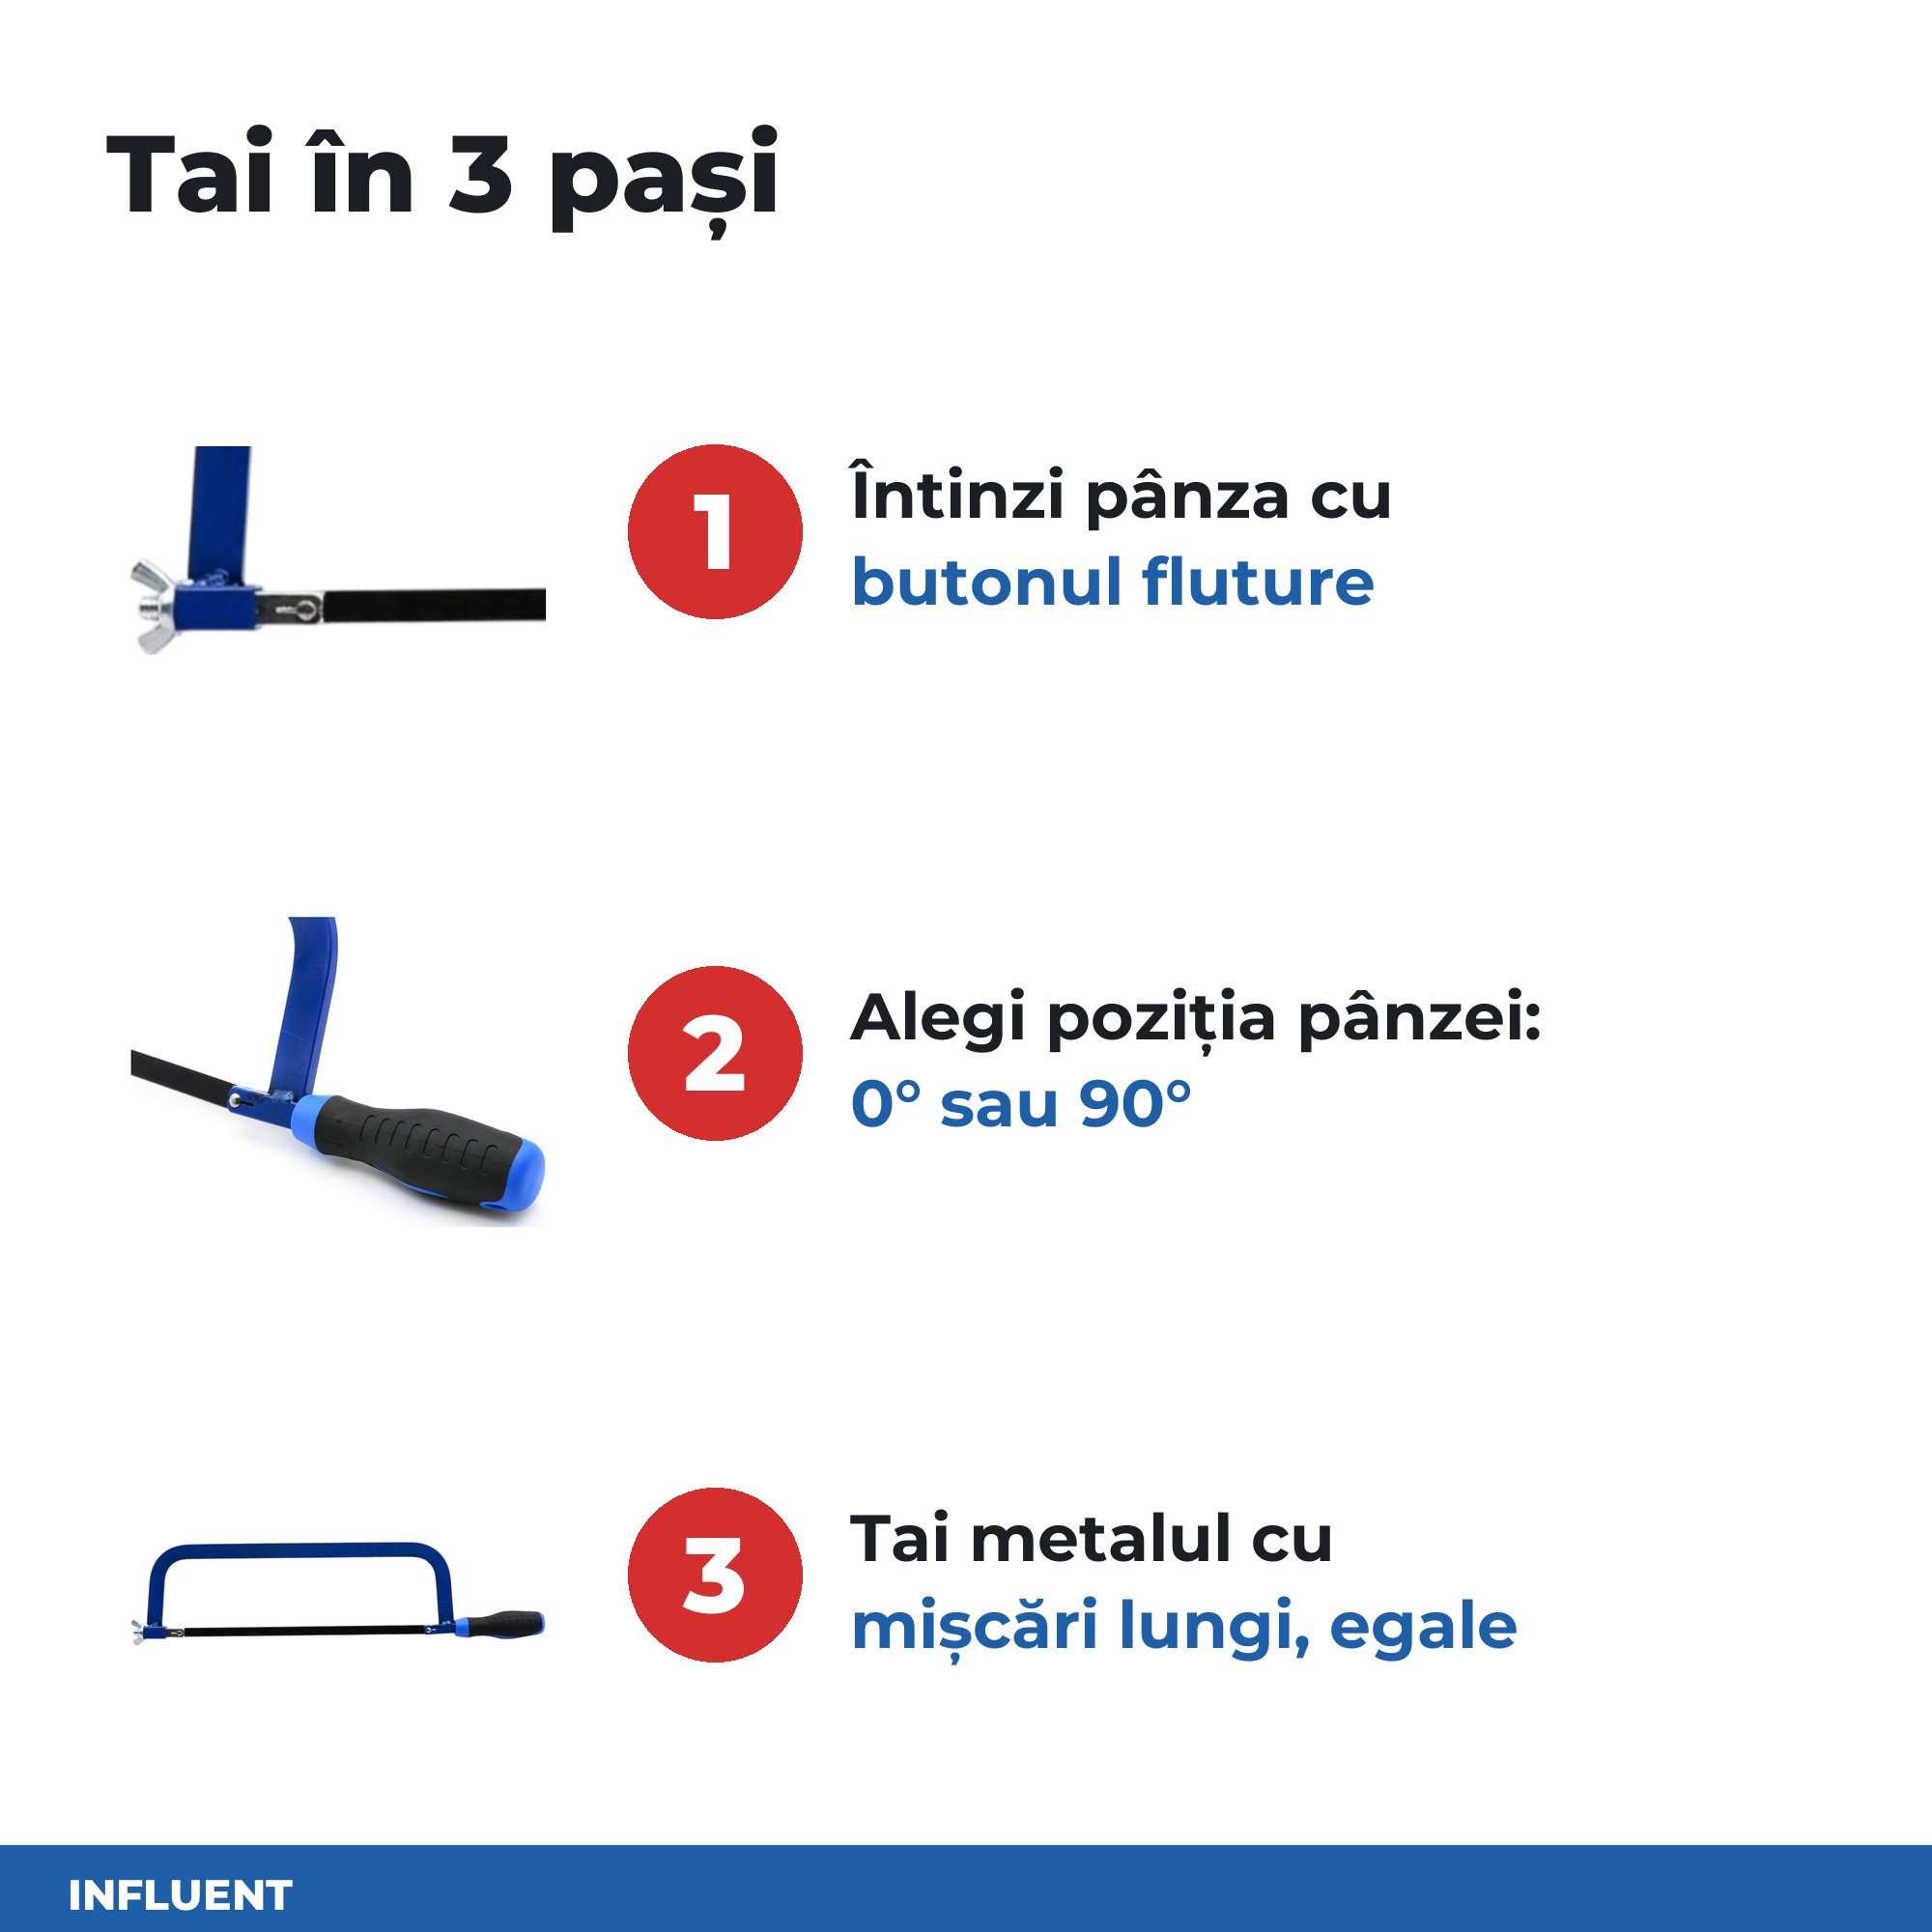 Tai în 3 pași
1
Întinzi pânza cu
butonul fluture
2
Alegi poziția pânzei:
0° sau 90°
3
Tai metalul cu
mișcări lungi, egale
INFLUENT